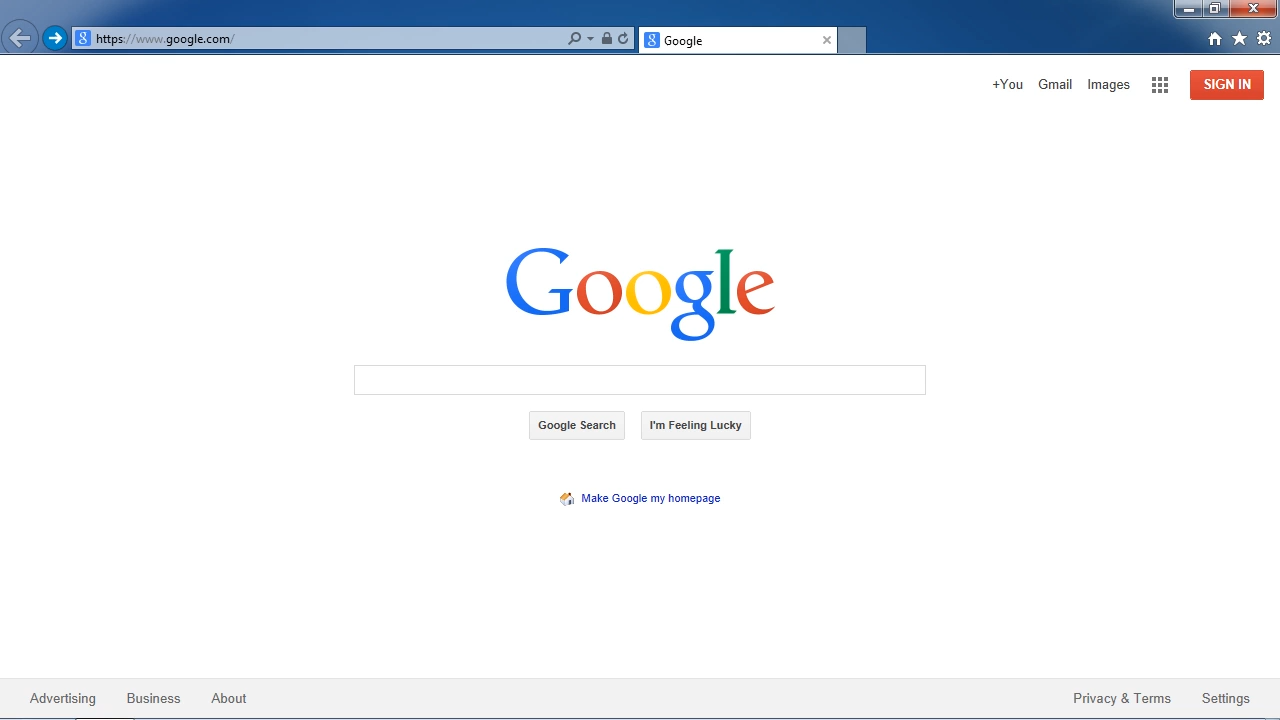 https://www.google.com/
Google
+You Gmail Images SIGN IN
Google
Google Search I'm Feeling Lucky
Make Google my homepage
Advertising Business About Privacy & Terms Settings